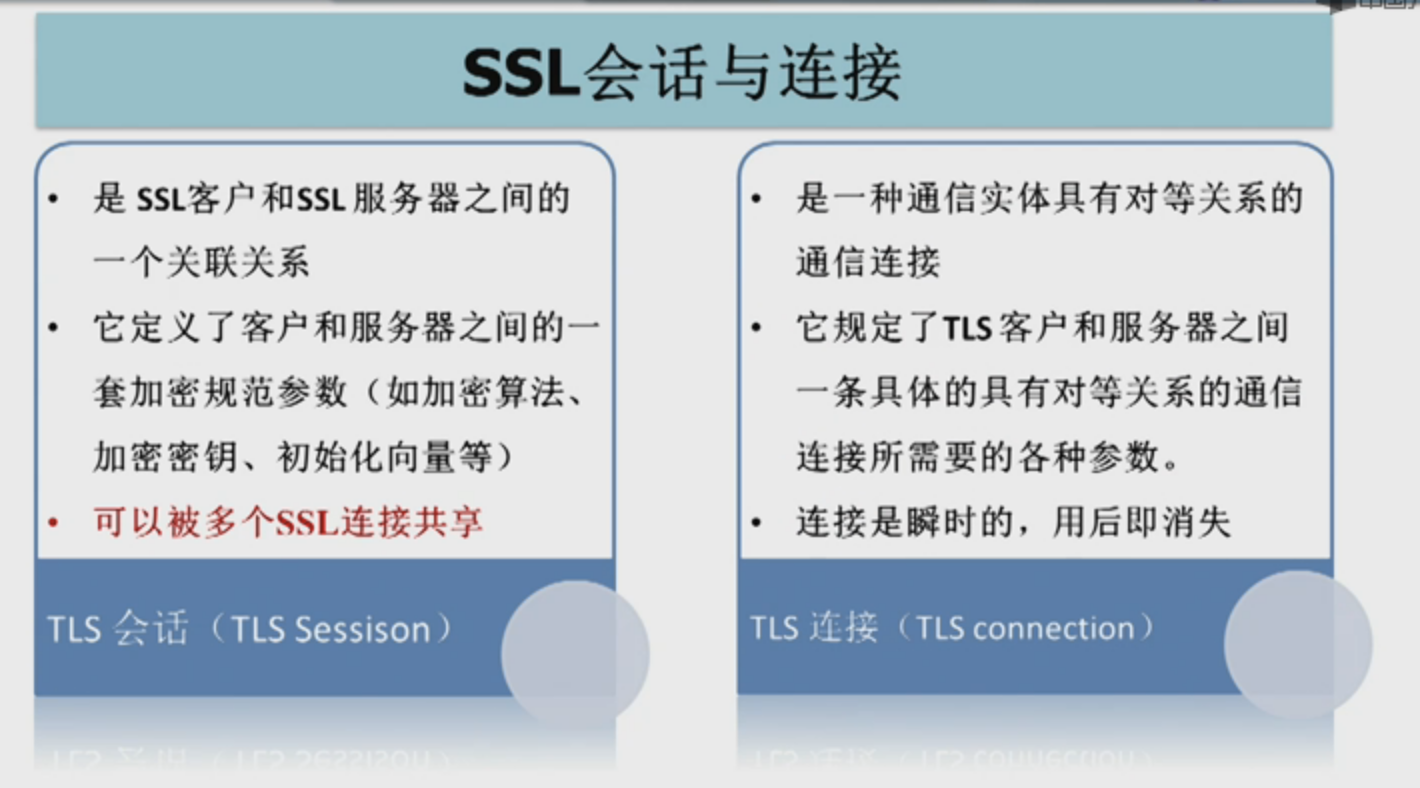 SSL会话与连接
• 是 SSL客户和SSL 服务器之间的
一个关联关系
• 它定义了客户和服务器之间的一
套加密规范参数（如加密算法、
加密密钥、初始化向量等）
• 可以被多个SSL连接共享
TLS 会话（TLS Sessison）
• 是一种通信实体具有对等关系的
通信连接
• 它规定了TLS 客户和服务器之间
一条具体的具有对等关系的通信
连接所需要的各种参数。
• 连接是瞬时的，用后即消失
TLS 连接（TLS connection）